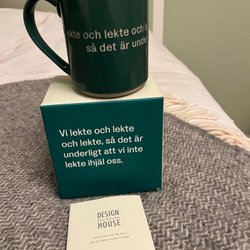 ekte och lekte och l
så det är under
Vi lekte och lekte
och lekte, så det är
underligt att vi inte
lekte ihjäl oss.
DESIGN
HOUSE